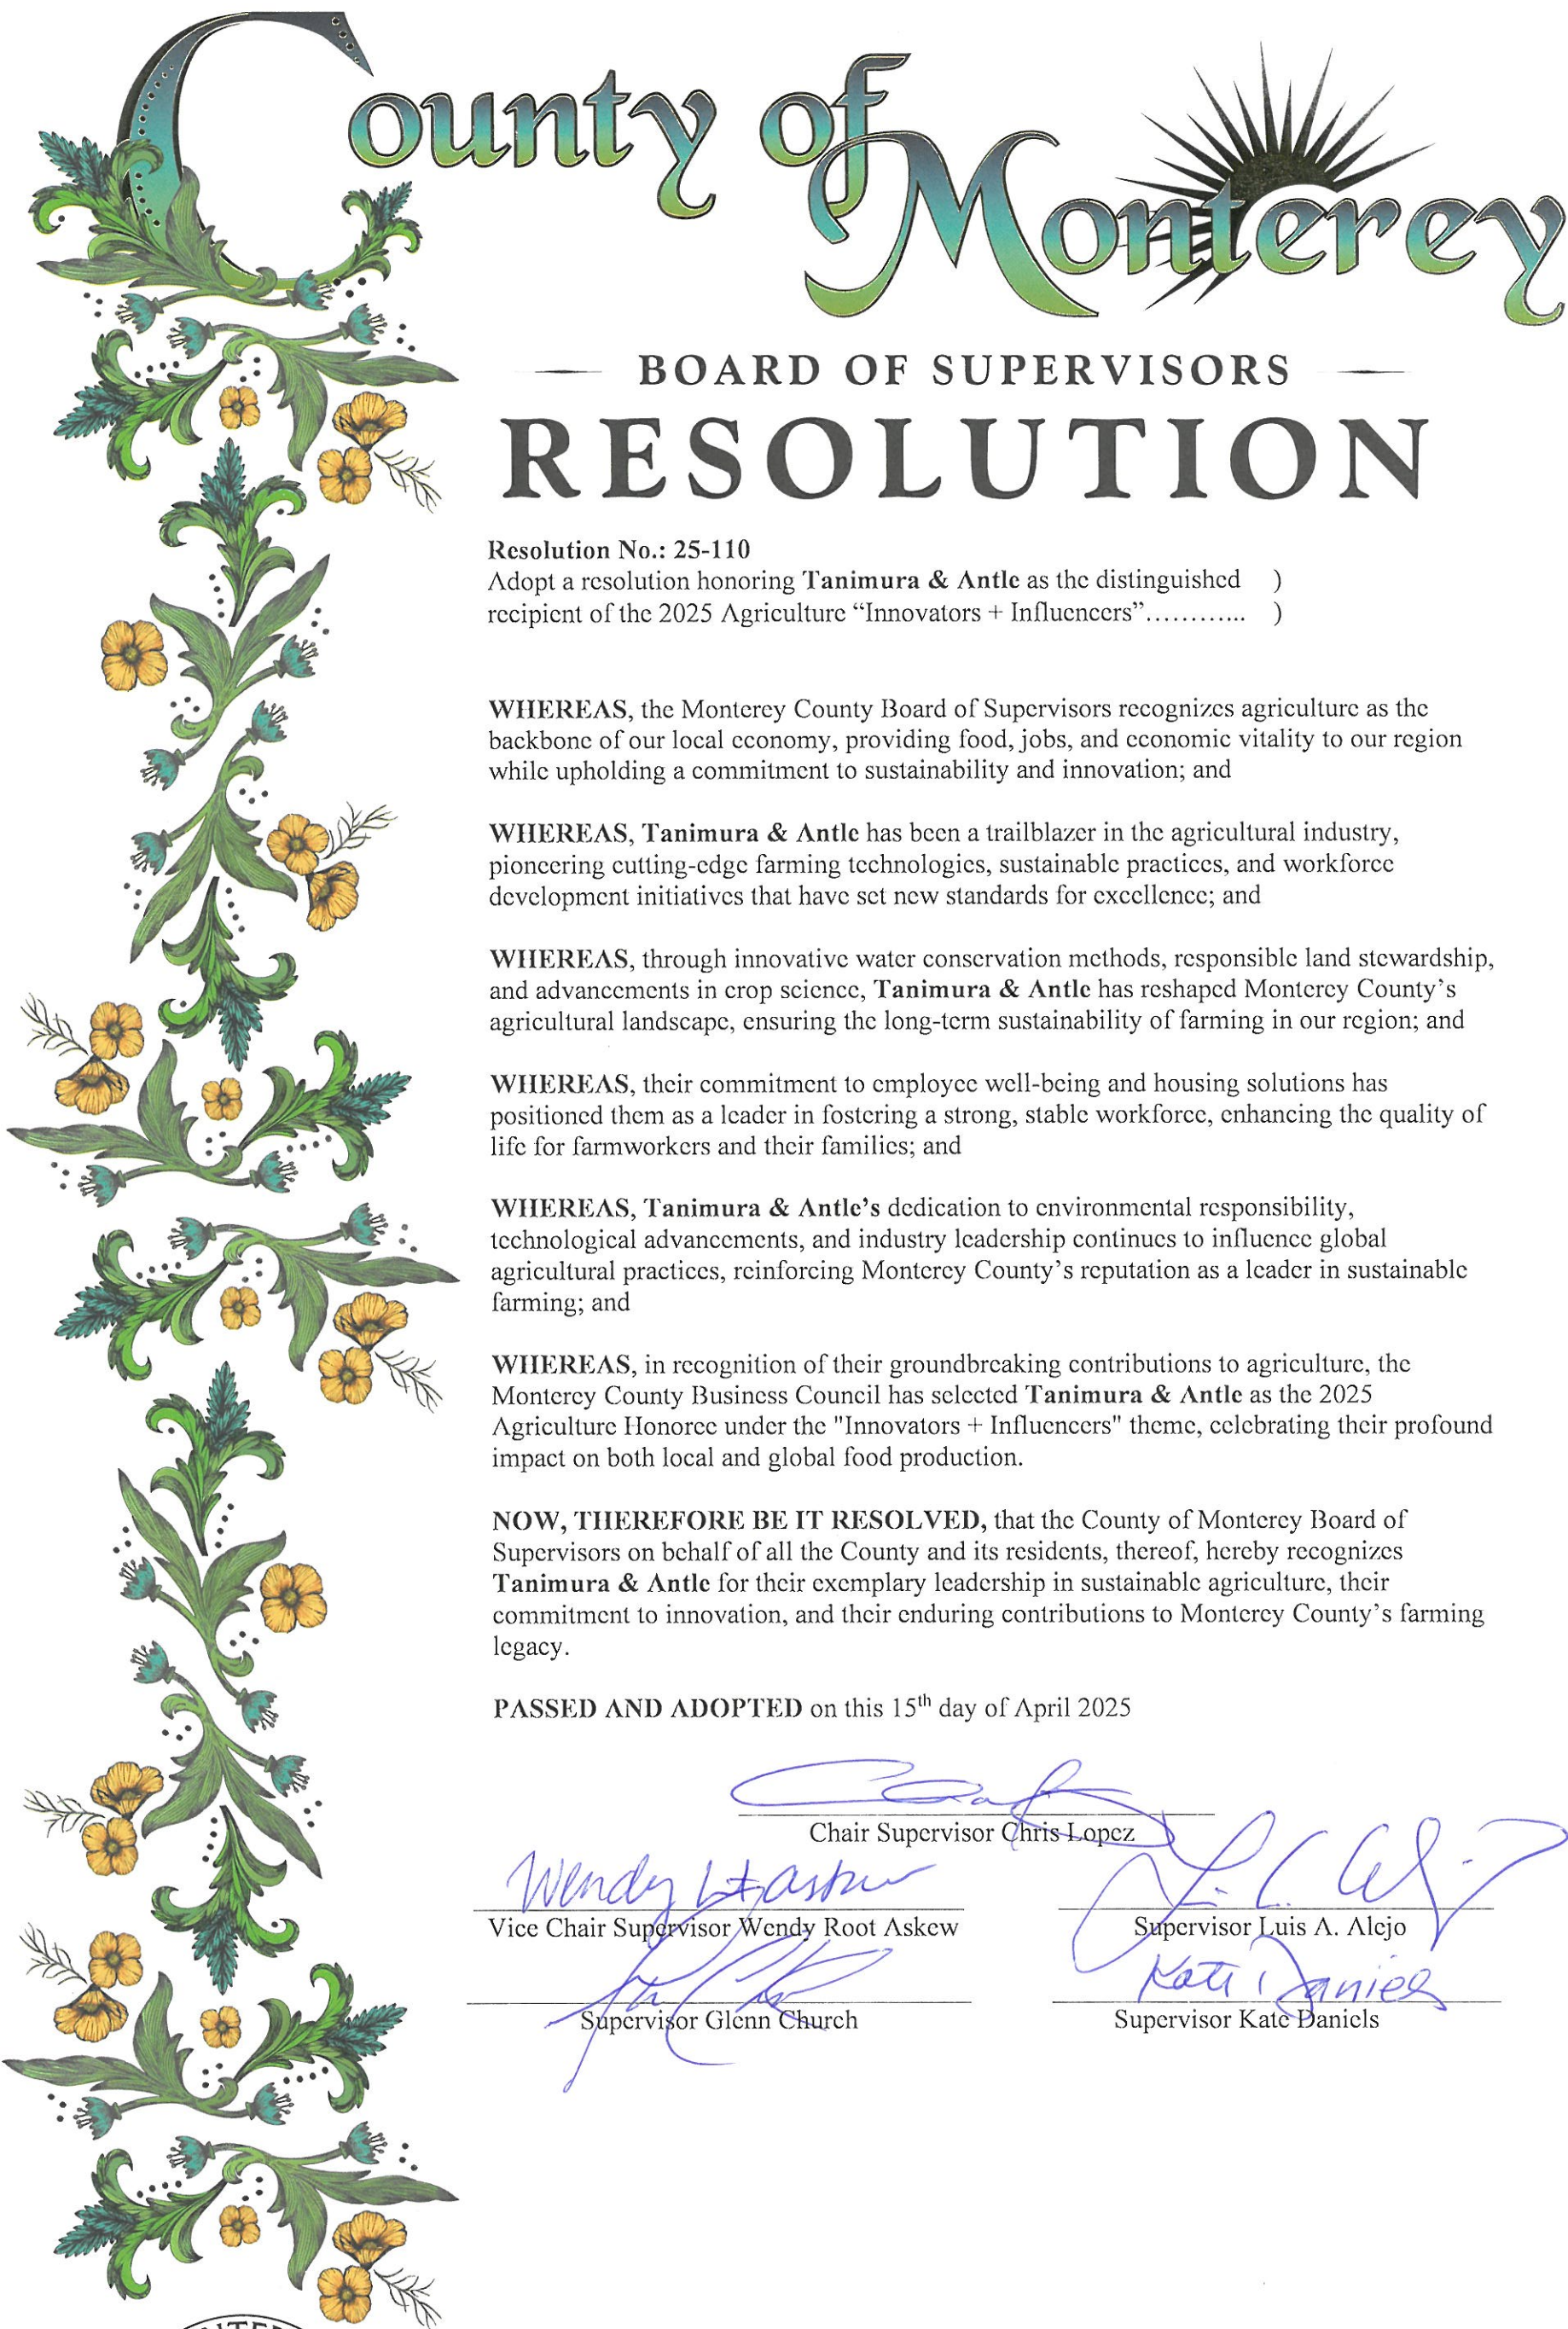 County of
Monterey
BOARD OF SUPERVISORS
RESOLUTION
Resolution No.: 25-110
Adopt a resolution honoring Tanimura & Antle as the distinguished )
recipient of the 2025 Agriculture “Innovators + Influencers”............ )
WHEREAS, the Monterey County Board of Supervisors recognizes agriculture as the
backbone of our local economy, providing food, jobs, and economic vitality to our region
while upholding a commitment to sustainability and innovation; and
WHEREAS, Tanimura & Antle has been a trailblazer in the agricultural industry,
pioneering cutting-edge farming technologies, sustainable practices, and workforce
development initiatives that have set new standards for excellence; and
WHEREAS, through innovative water conservation methods, responsible land stewardship,
and advancements in crop science, Tanimura & Antle has reshaped Monterey County’s
agricultural landscape, ensuring the long-term sustainability of farming in our region; and
WHEREAS, their commitment to employee well-being and housing solutions has
positioned them as a leader in fostering a strong, stable workforce, enhancing the quality of
life for farmworkers and their families; and
WHEREAS, Tanimura & Antle’s dedication to environmental responsibility,
technological advancements, and industry leadership continues to influence global
agricultural practices, reinforcing Monterey County’s reputation as a leader in sustainable
farming; and
WHEREAS, in recognition of their groundbreaking contributions to agriculture, the
Monterey County Business Council has selected Tanimura & Antle as the 2025
Agriculture Honoree under the "Innovators + Influencers" theme, celebrating their profound
impact on both local and global food production.
NOW, THEREFORE BE IT RESOLVED, that the County of Monterey Board of
Supervisors on behalf of all the County and its residents, thereof, hereby recognizes
Tanimura & Antle for their exemplary leadership in sustainable agriculture, their
commitment to innovation, and their enduring contributions to Monterey County’s farming
legacy.
PASSED AND ADOPTED on this 15th day of April 2025
Chair Supervisor Chris Lopez
Wendy Askew
Vice Chair Supervisor Wendy Root Askew
Supervisor Luis A. Alejo
Kate Daniels
Supervisor Glenn Church
Supervisor Kate Daniels